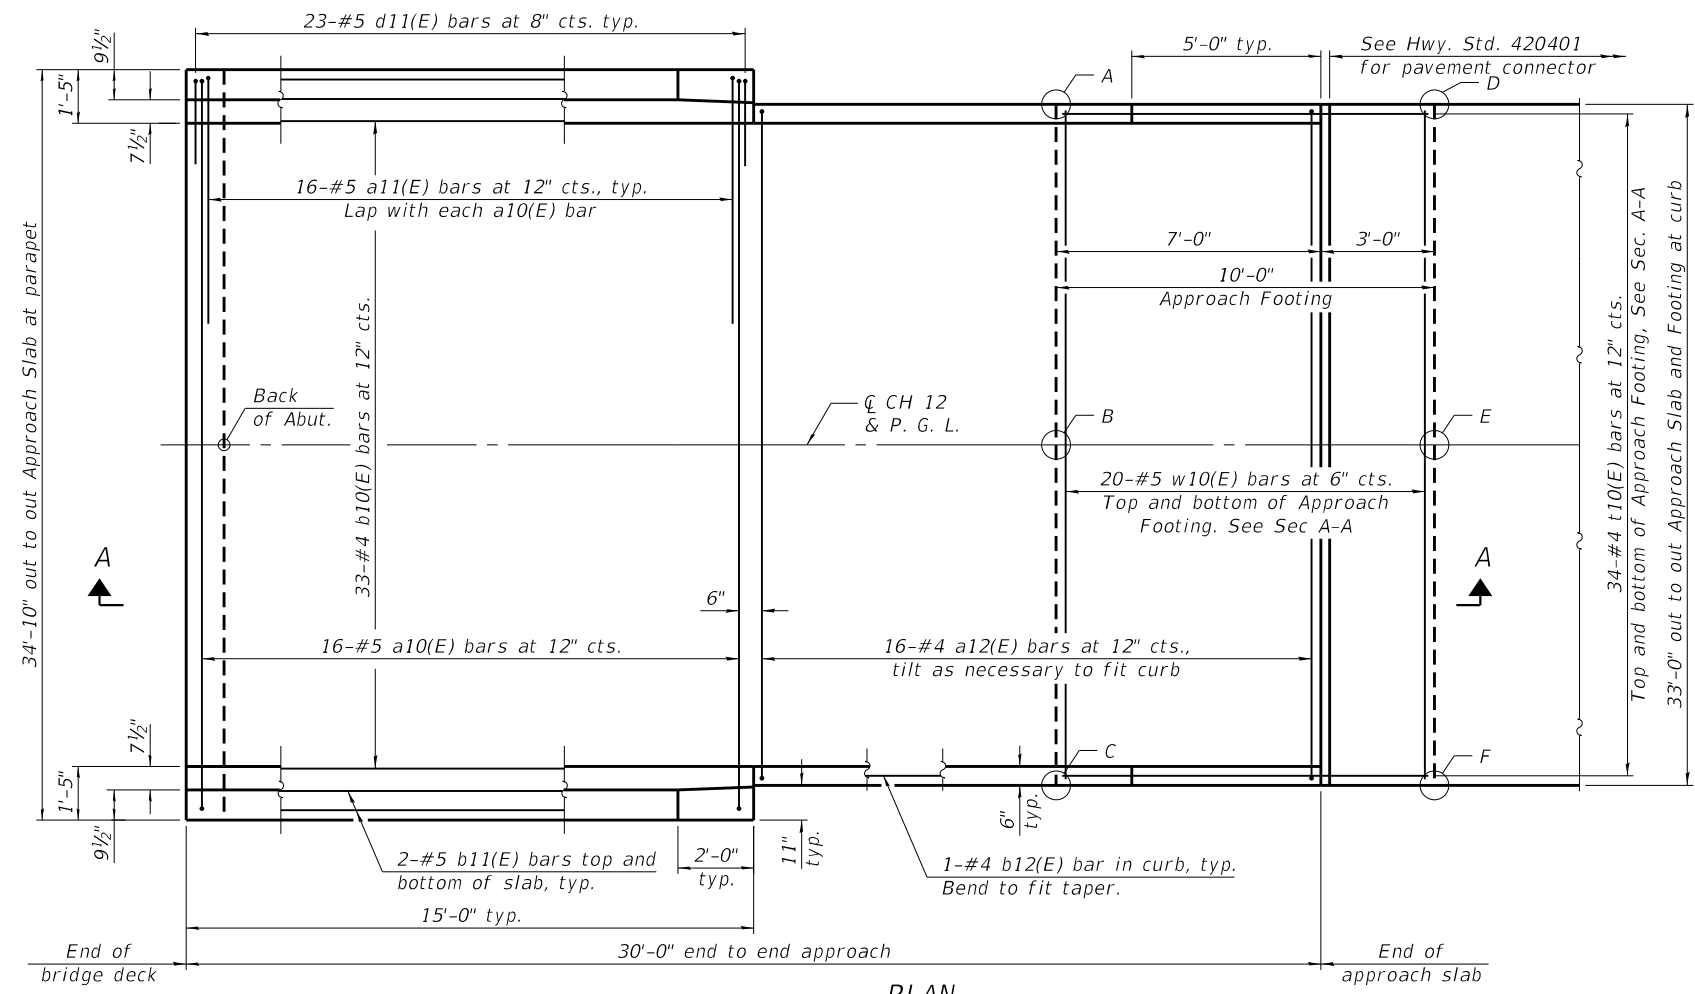 23-#5 d11(E) bars at 8" cts. typ.
9½"
1'-5"
7½"
5'-0" typ.
See Hwy. Std. 420401
for pavement connector
A
D
16-#5 a11(E) bars at 12" cts., typ.
Lap with each a10(E) bar
7'-0"
3'-0"
10'-0"
Approach Footing
34'-10" out to out Approach Slab at parapet
33-#4 b10(E) bars at 12" cts.
34-#4 t10(E) bars at 12" cts.
Top and bottom of Approach Footing, See Sec. A-A
33'-0" out to out Approach Slab and Footing at curb
Back
of Abut.
℄ CH 12
& P. G. L.
B
E
20-#5 w10(E) bars at 6" cts.
Top and bottom of Approach
Footing. See Sec A-A
A
A
6"
16-#5 a10(E) bars at 12" cts.
16-#4 a12(E) bars at 12" cts.,
tilt as necessary to fit curb
7½"
1'-5"
9½"
C
F
6"
typ.
11"
typ.
2-#5 b11(E) bars top and
bottom of slab, typ.
2'-0"
typ.
1-#4 b12(E) bar in curb, typ.
Bend to fit taper.
15'-0" typ.
End of
bridge deck
30'-0" end to end approach
End of
approach slab
PLAN